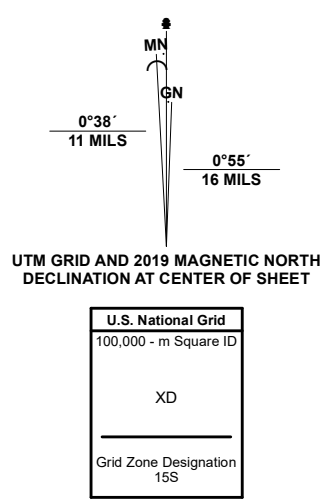 MN
GN
0°38´
11 MILS
0°55´
16 MILS
UTM GRID AND 2019 MAGNETIC NORTH
DECLINATION AT CENTER OF SHEET
U.S. National Grid
100,000 - m Square ID
XD
Grid Zone Designation
15S